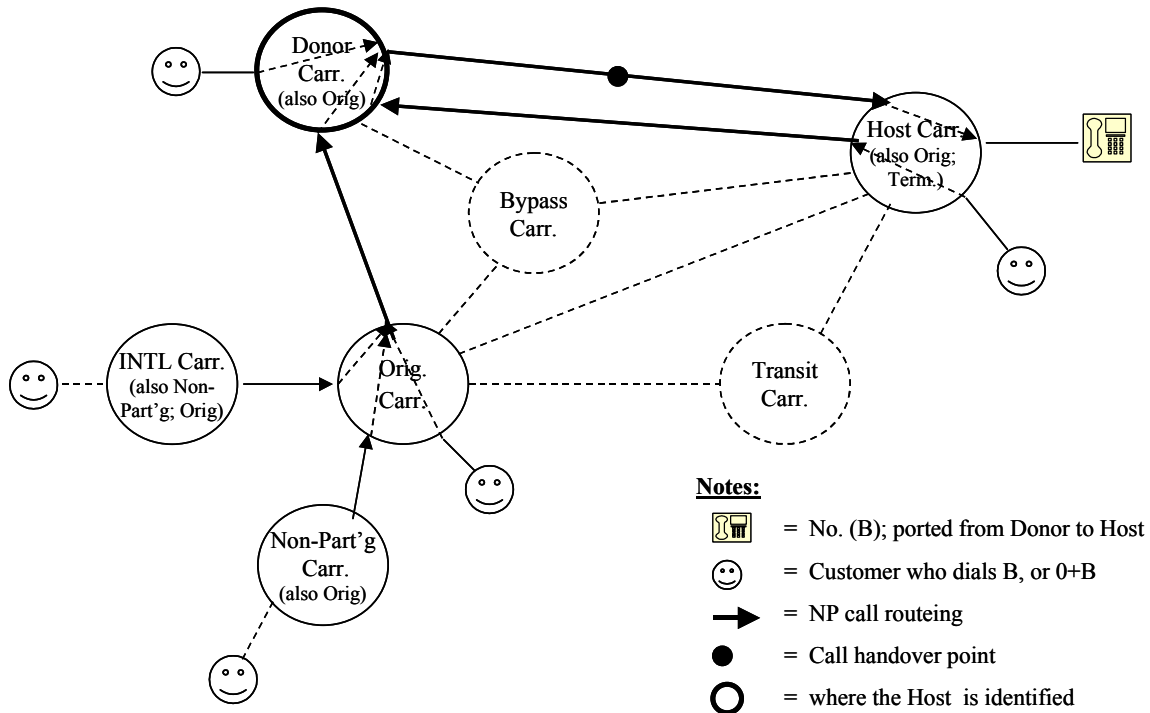 Donor
Carr.
(also Orig)
Host Carr.
(also Orig;
Term.)
Bypass
Carr.
INTL Carr.
(also Non-
Part'g; Orig)
Orig.
Carr.
Transit
Carr.
Non-Part'g
Carr.
(also Orig)
Notes:
= No. (B); ported from Donor to Host
= Customer who dials B, or 0+B
= NP call routeing
= Call handover point
= where the Host is identified